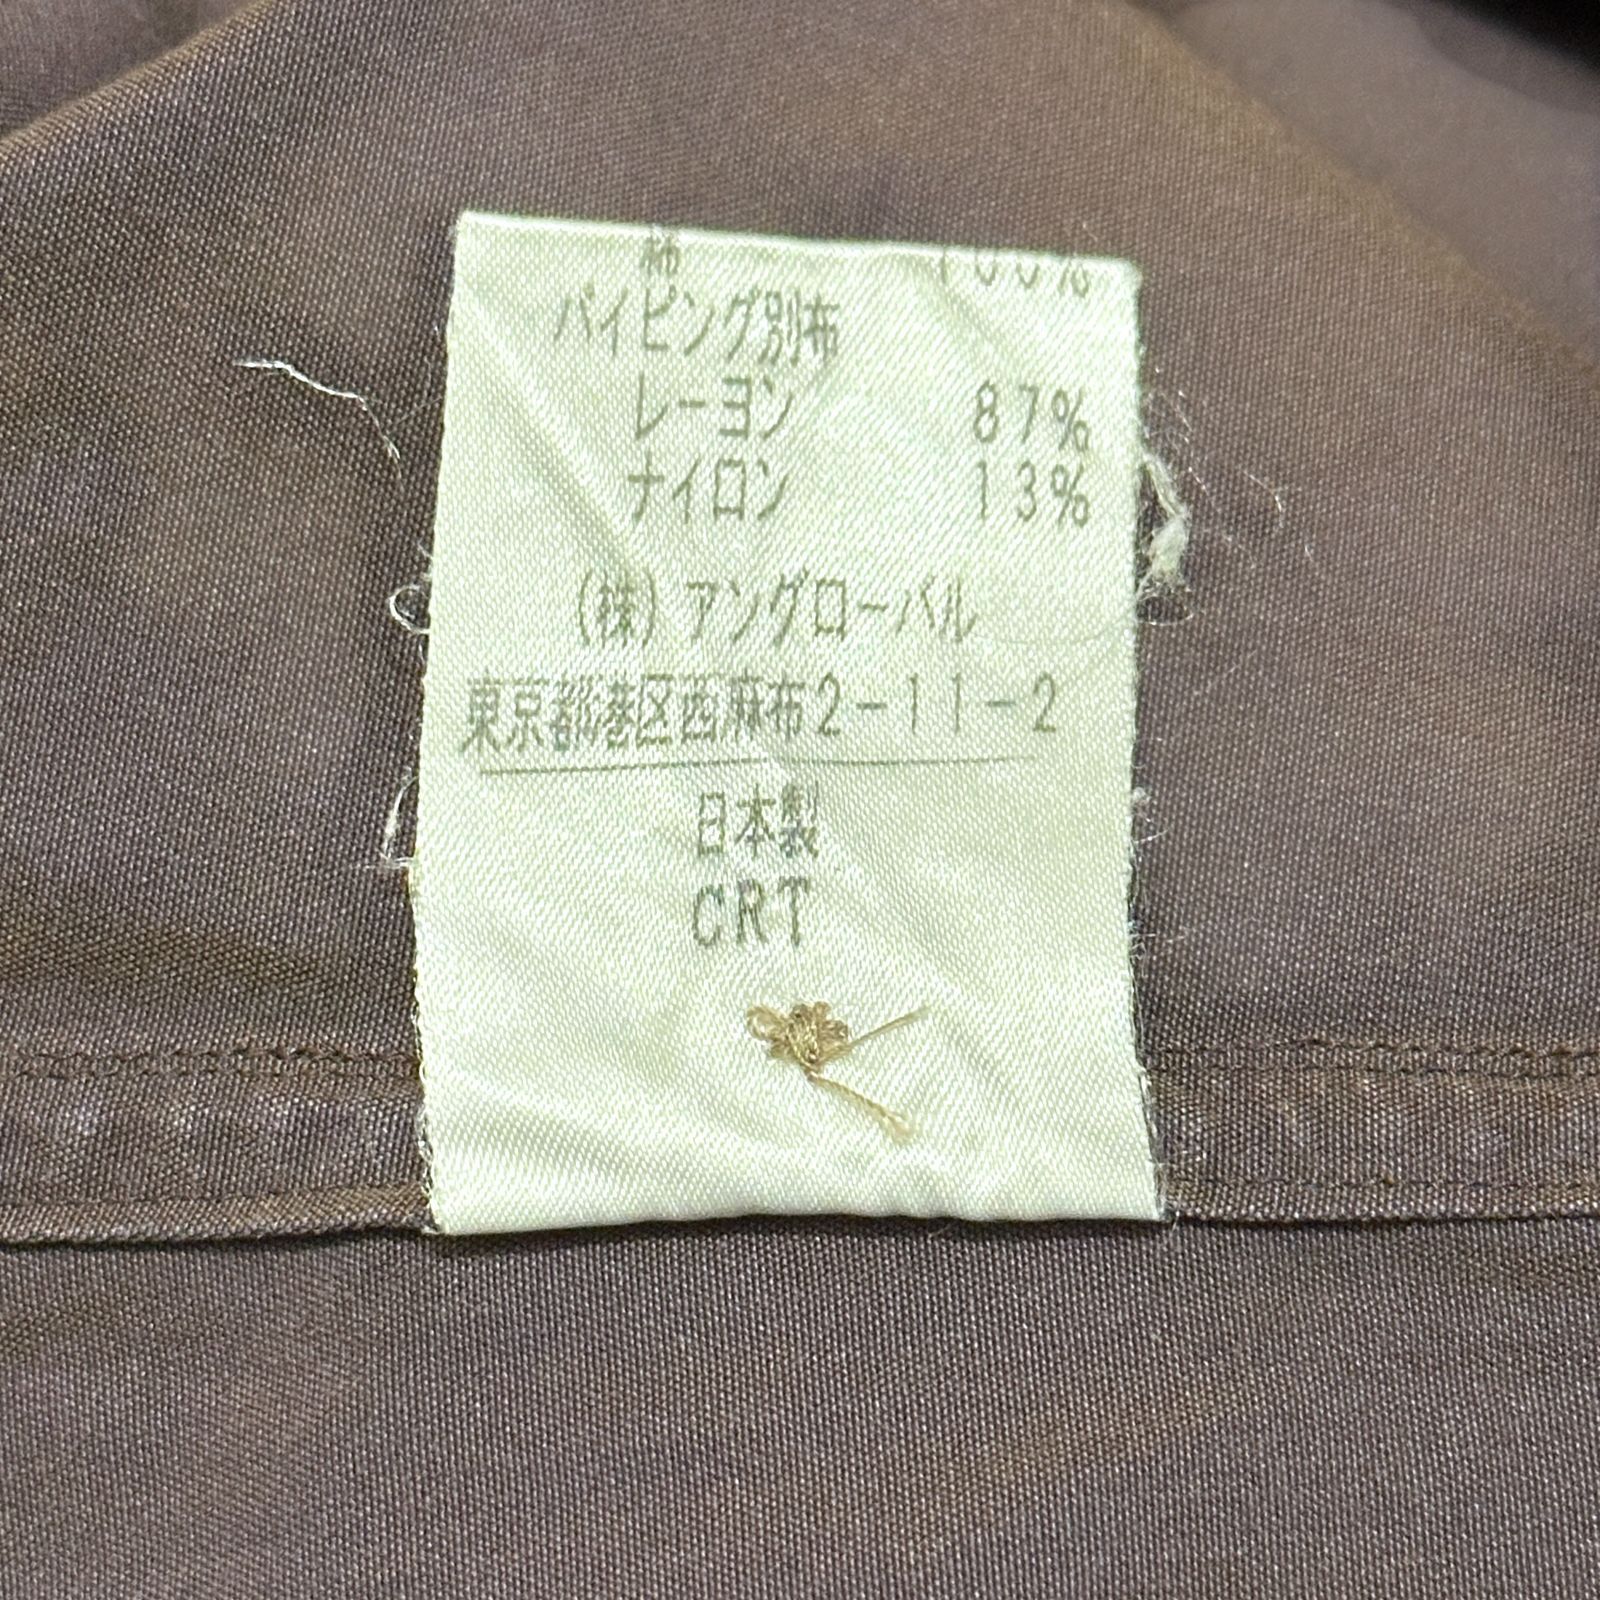 綿 100%
パイピング別布
レーヨン 87%
ナイロン 13%
(株)アングローバル
東京都港区西麻布2-11-2
日本製
CRT